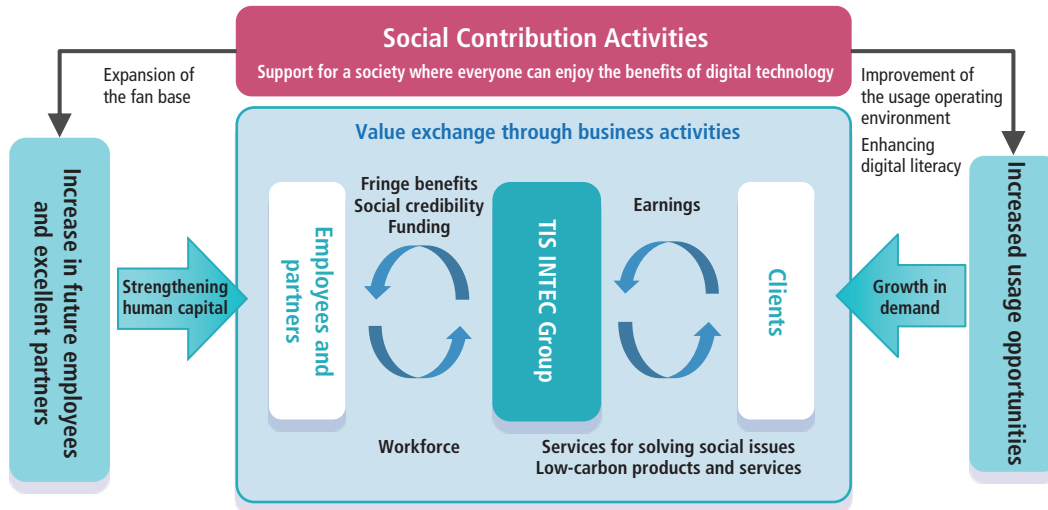 Social Contribution Activities
Support for a society where everyone can enjoy the benefits of digital technology
Expansion of
the fan base
Improvement of
the usage operating
environment
Enhancing
digital literacy
Increase in future employees
and excellent partners
Strengthening
human capital
Value exchange through business activities
Employees and
partners
Fringe benefits
Social credibility
Funding
Workforce
TIS INTEC Group
Earnings
Services for solving social issues
Low-carbon products and services
Clients
Growth in
demand
Increased usage opportunities